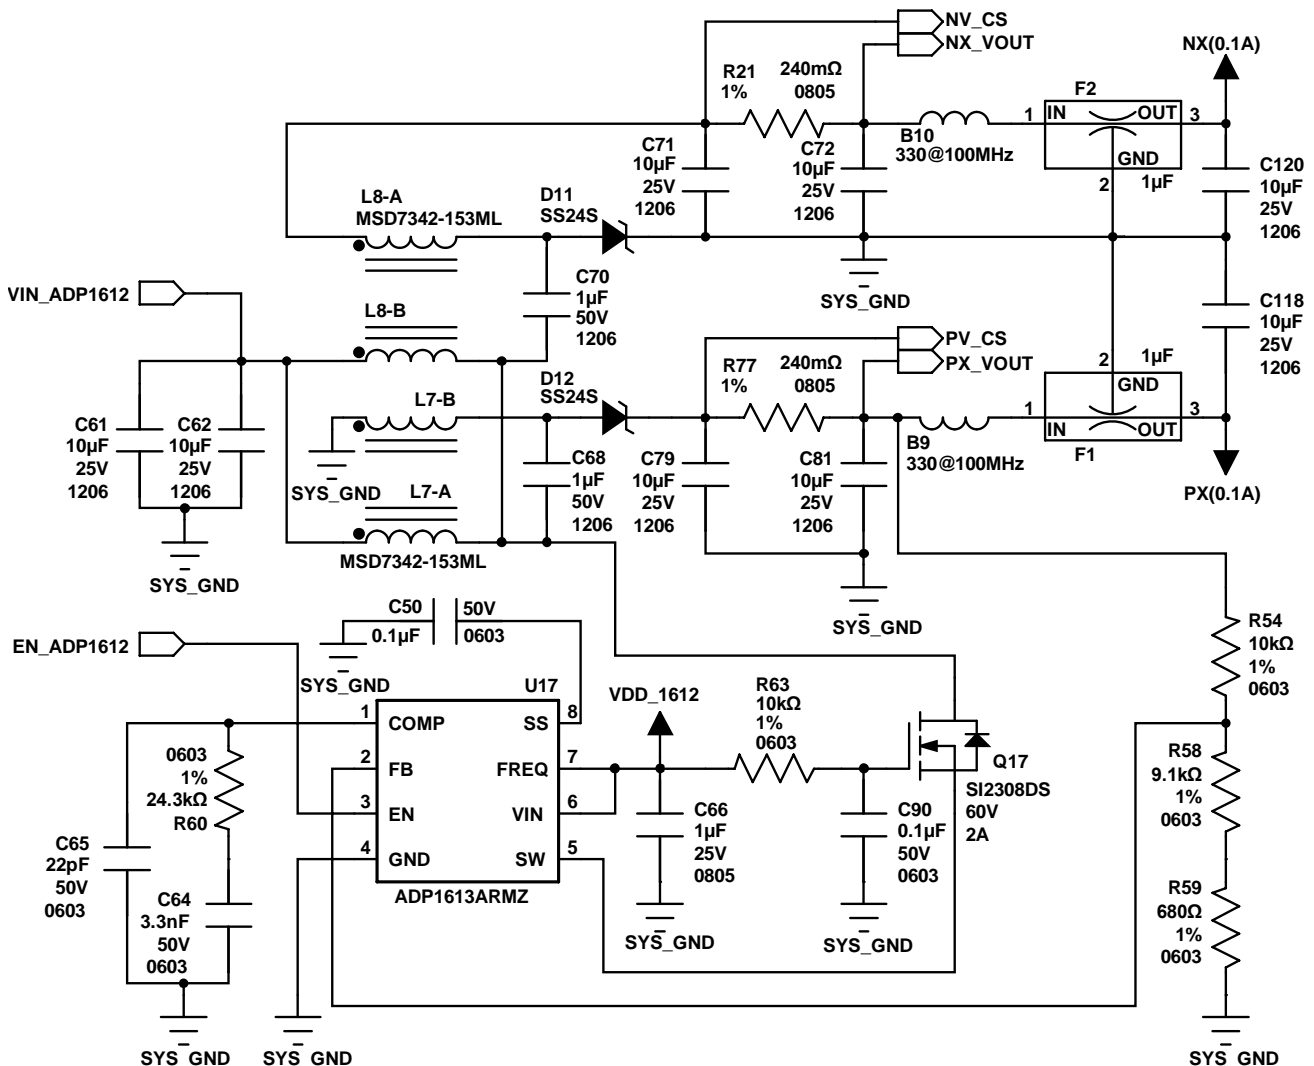 NV_CS
NX_VOUT
NX(0.1A)
R21
1%
240mΩ
0805
F2
1
IN
OUT
3
GND
2
1µF
B10
330@100MHz
C71
10µF
25V
1206
C72
10µF
25V
1206
C120
10µF
25V
1206
L8-A
MSD7342-153ML
D11
SS24S
SYS_GND
VIN_ADP1612
C70
1µF
50V
1206
L8-B
C118
10µF
25V
1206
PV_CS
PX_VOUT
R77
1%
240mΩ
0805
D12
SS24S
2
1µF
GND
1
IN
OUT
3
F1
B9
330@100MHz
L7-B
C61
10µF
25V
1206
C62
10µF
25V
1206
SYS_GND
C68
1µF
50V
1206
C79
10µF
25V
1206
C81
10µF
25V
1206
PX(0.1A)
L7-A
MSD7342-153ML
SYS_GND
SYS_GND
C50
0.1µF
50V
0603
EN_ADP1612
SYS_GND
R54
10kΩ
1%
0603
U17
1
COMP
SS
8
2
FB
FREQ
7
3
EN
VIN
6
4
GND
SW
5
ADP1613ARMZ
VDD_1612
R63
10kΩ
1%
0603
Q17
SI2308DS
60V
2A
R58
9.1kΩ
1%
0603
0603
1%
24.3kΩ
R60
C65
22pF
50V
0603
C64
3.3nF
50V
0603
C66
1µF
25V
0805
C90
0.1µF
50V
0603
R59
680Ω
1%
0603
SYS_GND
SYS_GND
SYS_GND
SYS_GND
SYS_GND